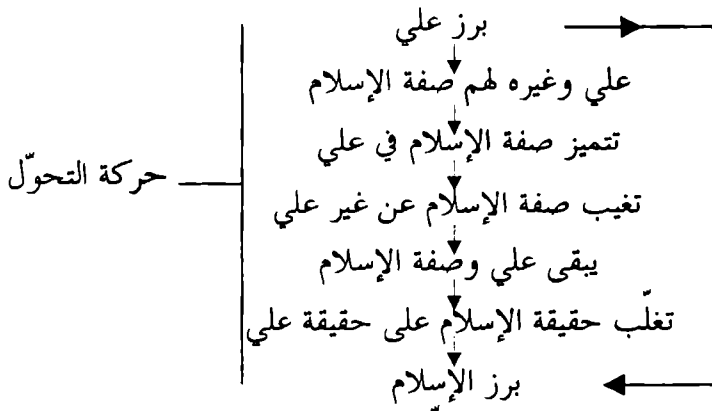 برز علي
علي وغيره لهم صفة الإسلام
تتميز صفة الإسلام في علي
حركة التحوّل
تغيب صفة الإسلام عن غير علي
يبقى علي وصفة الإسلام
تغلّب حقيقة الإسلام على حقيقة علي
برز الإسلام